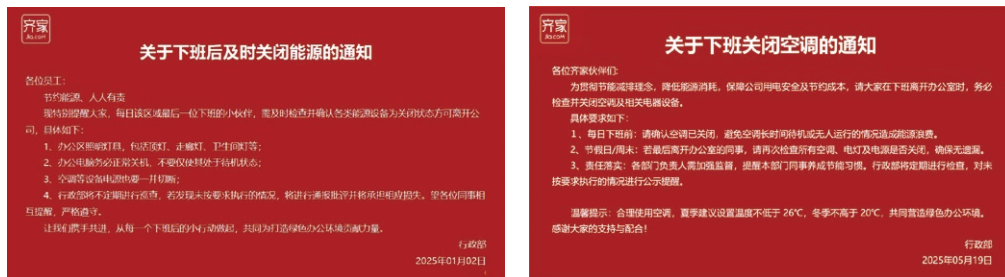 齐家
Jia.com
关于下班后及时关闭能源的通知
各位员工:
节约能源、人人有责
现特别提醒大家，每日该区域最后一位下班的小伙伴，需及时检查并确认各类能源设备为关闭状态方可离开公
司，具体如下:
1、办公区照明灯具，包括顶灯、走廊灯、卫生间灯等;
2、办公电脑务必正常关机，不要仅使其处于待机状态;
3、空调等设备电源也要一并切断;
4、行政部将不定期进行巡查，若发现未按要求执行的情况，将进行通报批评并将承担相应损失。望各位同事相
互提醒，严格遵守。
让我们携手共进，从每一个下班后的小行动做起，共同为打造绿色办公环境贡献力量。
行政部
2025年01月02日
齐家
Jia.com
关于下班关闭空调的通知
各位齐家伙伴们:
为贯彻节能减排理念，降低能源消耗，保障公司用电安全及节约成本，请大家在下班离开办公室时，务必
检查并关闭空调及相关电器设备。
具体要求如下:
1、每日下班前: 请确认空调已关闭，避免空调长时间待机或无人运行的情况造成能源浪费。
2、节假日/周末: 若最后离开办公室的同事，请再次检查所有空调、电灯及电源是否关闭，确保无遗漏。
3、责任落实: 各部门负责人需加强监督，提醒本部门同事养成节能习惯。行政部将定期进行检查，对未
按要求执行的情况进行公示提醒。
温馨提示: 合理使用空调，夏季建议设置温度不低于 26℃，冬季不高于 20℃，共同营造绿色办公环境。
感谢大家的支持与配合!
行政部
2025年05月19日